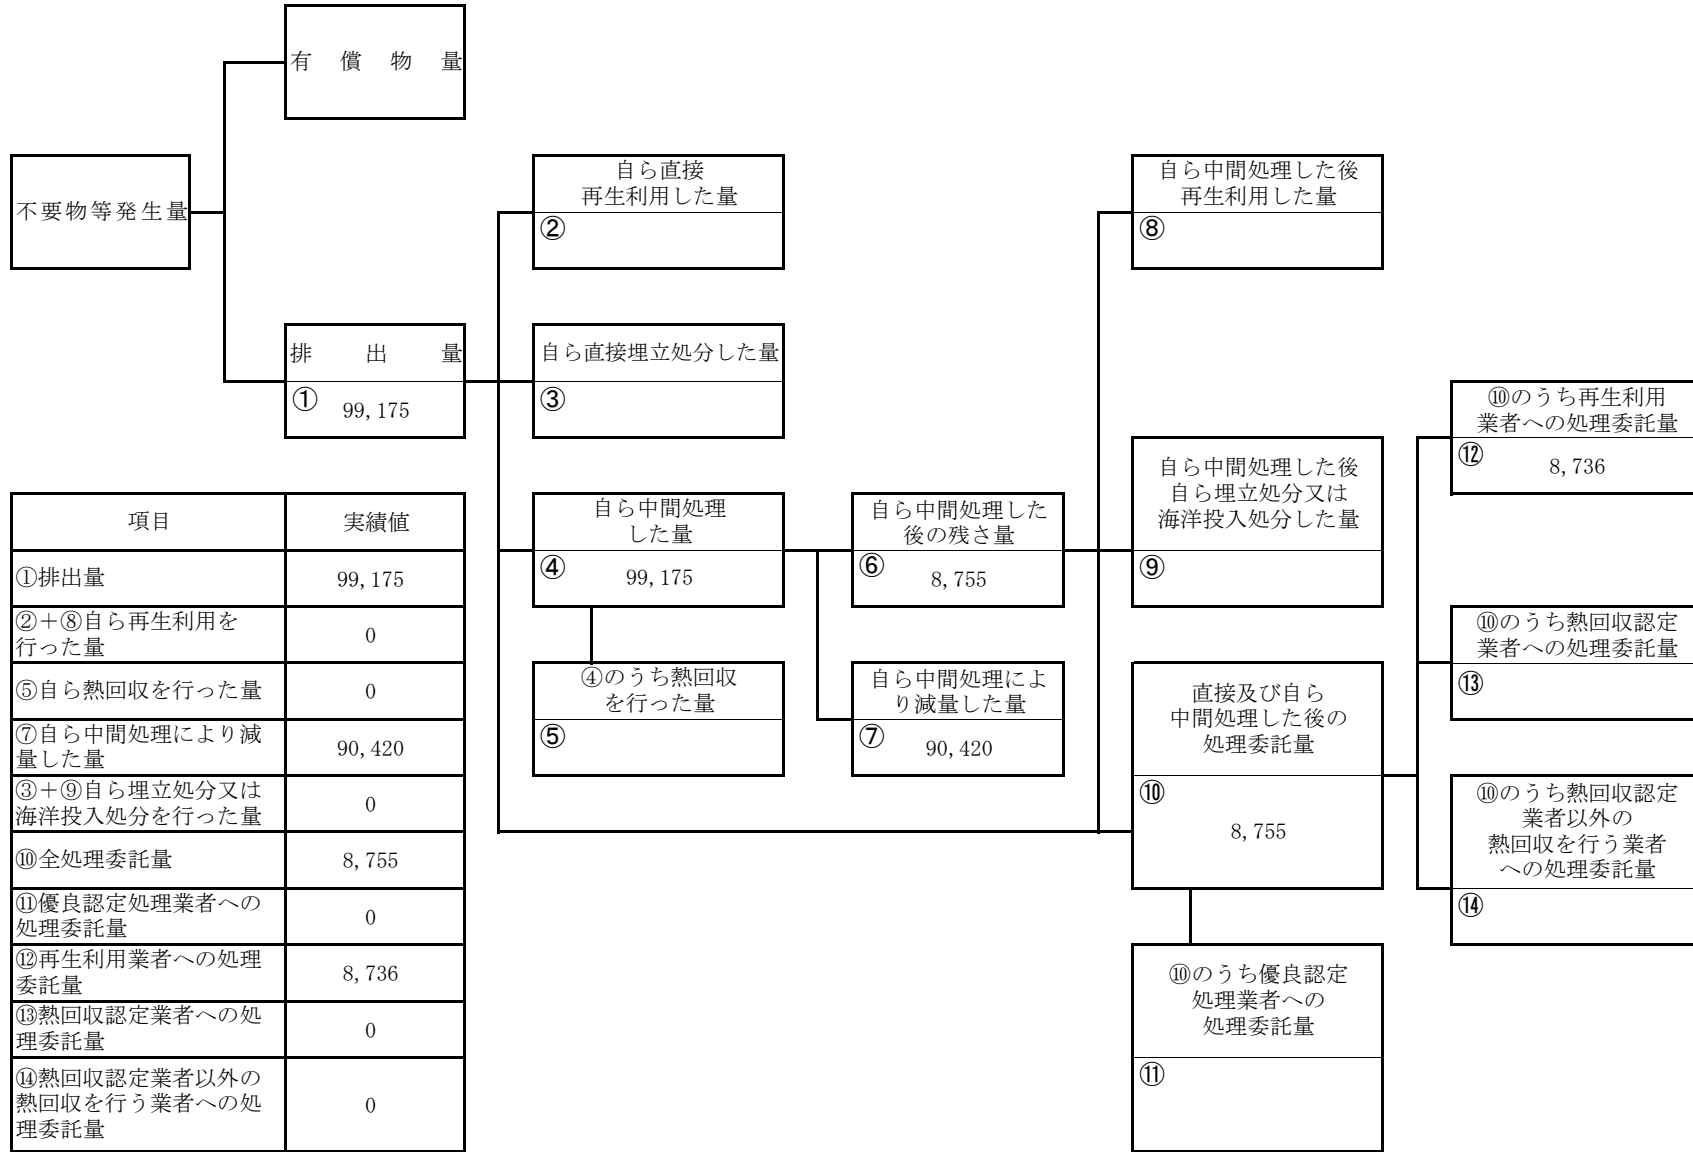 有償物量
不要物等発生量
排出量
① 99,175
自ら直接
再生利用した量
②
自ら直接埋立処分した量
③
自ら中間処理
した量
④ 99,175
④のうち熱回収
を行った量
⑤
自ら中間処理した
後の残さ量
⑥ 8,755
自ら中間処理によ
り減量した量
⑦ 90,420
自ら中間処理した後
再生利用した量
⑧
自ら中間処理した後
自ら埋立処分又は
海洋投入処分した量
⑨
直接及び自ら
中間処理した後の
処理委託量
⑩
8,755
⑩のうち優良認定
処理業者への
処理委託量
⑪
⑩のうち再生利用
業者への処理委託量
⑫ 8,736
⑩のうち熱回収認定
業者への処理委託量
⑬
⑩のうち熱回収認定
業者以外の
熱回収を行う業者
への処理委託量
⑭
項目 実績値
①排出量 99,175
②+⑧自ら再生利用を
行った量 0
⑤自ら熱回収を行った量 0
⑦自ら中間処理により減
量した量 90,420
③+⑨自ら埋立処分又は
海洋投入処分を行った量 0
⑩全処理委託量 8,755
⑪優良認定処理業者への
処理委託量 0
⑫再生利用業者への処理
委託量 8,736
⑬熱回収認定業者への処
理委託量 0
⑭熱回収認定業者以外の
熱回収を行う業者への処
理委託量 0